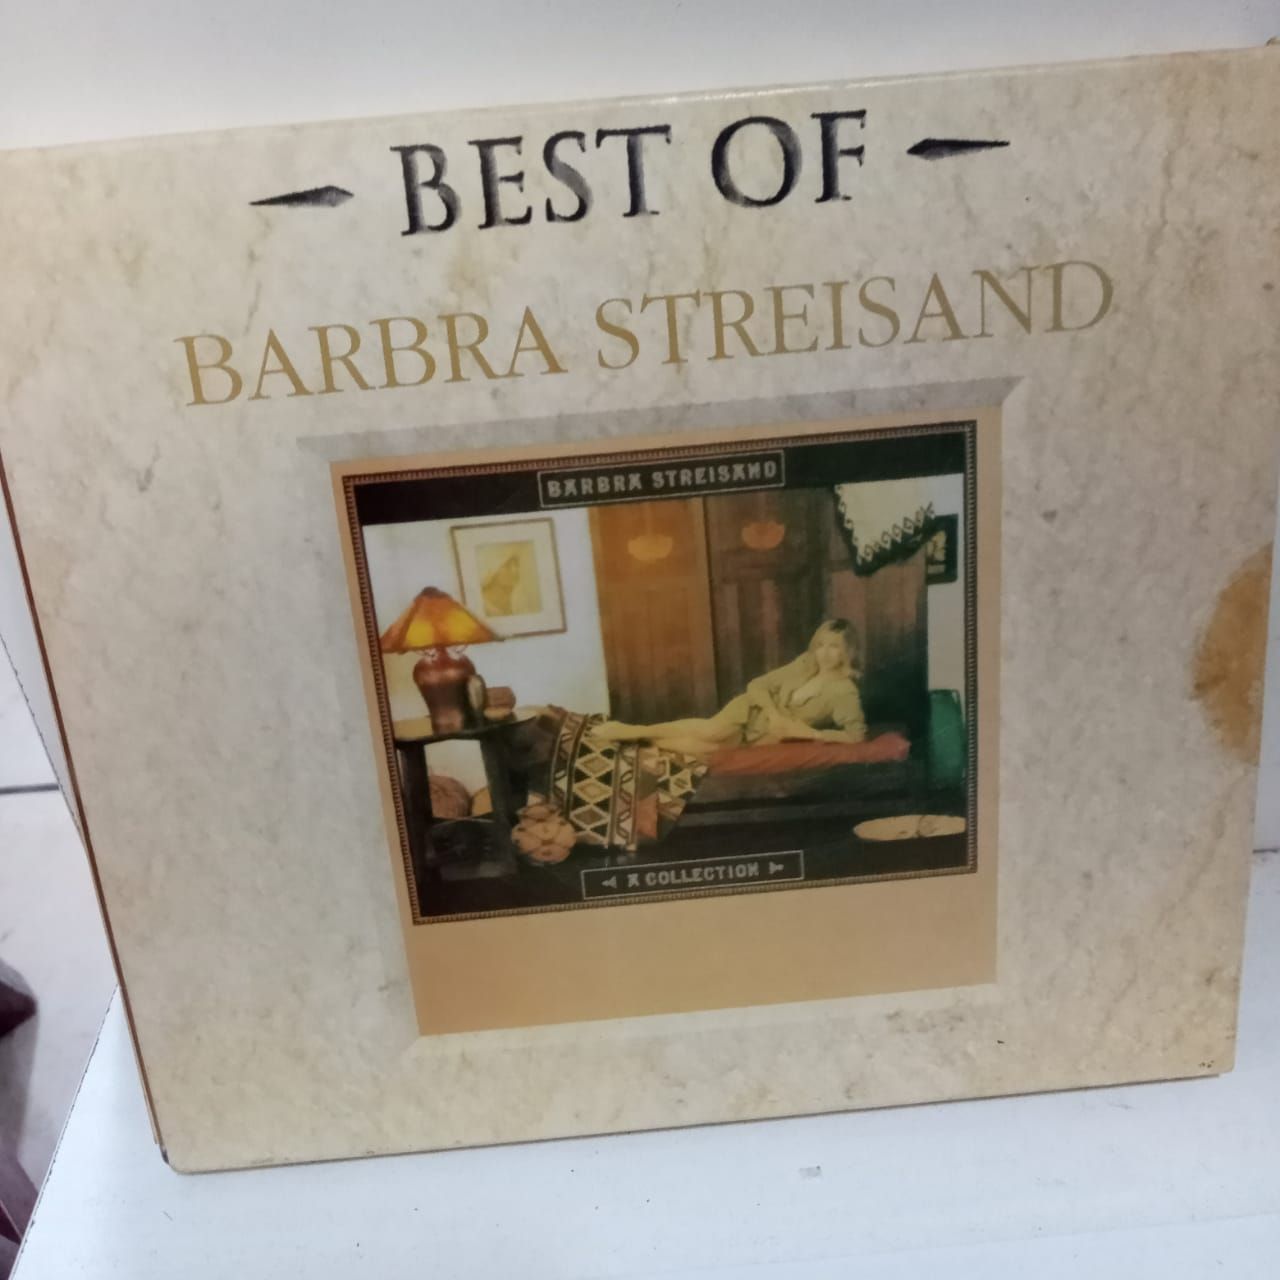 BEST OF
BARBRA STREISAND
BARBRA STREISAND
A COLLECTION